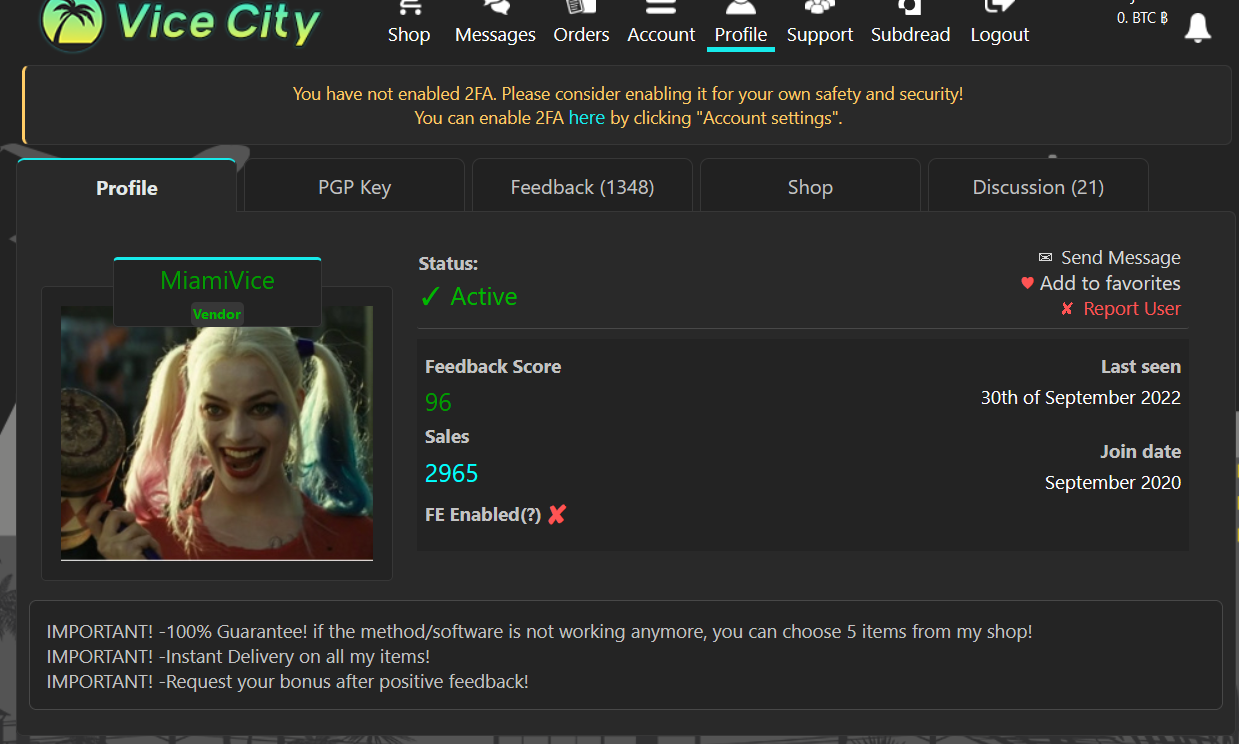 Vice City
Shop Messages Orders Account Profile Support Subdread Logout
0. BTC ฿
You have not enabled 2FA. Please consider enabling it for your own safety and security!
You can enable 2FA here by clicking "Account settings".
Profile PGP Key Feedback (1348) Shop Discussion (21)
MiamiVice
Vendor
Status:
✓ Active
✉ Send Message
♥ Add to favorites
✘ Report User
Feedback Score
96
Sales
2965
FE Enabled(?) ✘
Last seen
30th of September 2022
Join date
September 2020
IMPORTANT! -100% Guarantee! if the method/software is not working anymore, you can choose 5 items from my shop!
IMPORTANT! -Instant Delivery on all my items!
IMPORTANT! -Request your bonus after positive feedback!